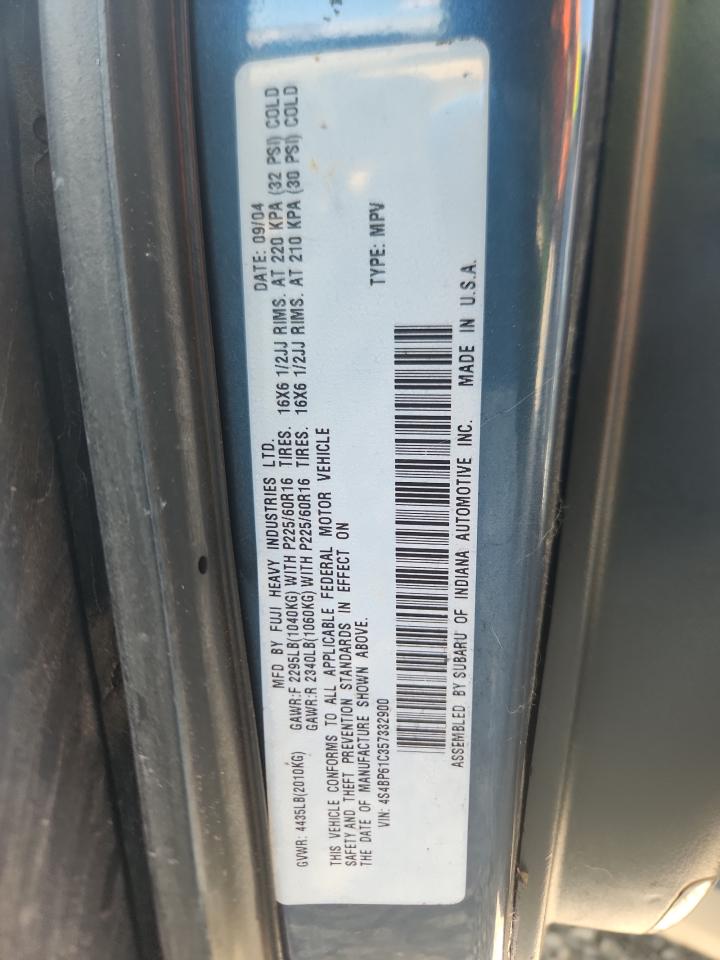 MFD BY FUJI HEAVY INDUSTRIES LTD. DATE: 09/04
GVWR: 4435LB(2010KG) GAWR:F 2295LB(1040KG) WITH P225/60R16 TIRES. 16X6 1/2JJ RIMS. AT 220 KPA (32 PSI) COLD
GAWR:R 2340LB(1060KG) WITH P225/60R16 TIRES. 16X6 1/2JJ RIMS. AT 210 KPA (30 PSI) COLD
THIS VEHICLE CONFORMS TO ALL APPLICABLE FEDERAL MOTOR VEHICLE
SAFETY AND THEFT PREVENTION STANDARDS IN EFFECT ON
THE DATE OF MANUFACTURE SHOWN ABOVE.
VIN: 4S4BP61C357332900 TYPE: MPV
ASSEMBLED BY SUBARU OF INDIANA AUTOMOTIVE INC. MADE IN U.S.A.